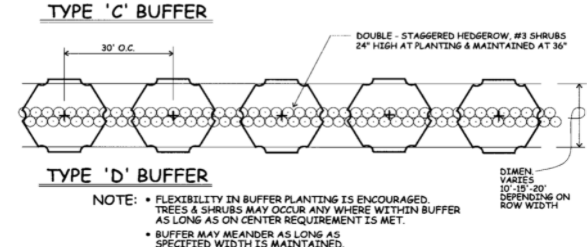 TYPE 'C' BUFFER
DOUBLE - STAGGERED HEDGEROW, #3 SHRUBS
24" HIGH AT PLANTING & MAINTAINED AT 36"
30' O.C.
DIMEN.
VARIES
10'-15'-20'
DEPENDING ON
ROW WIDTH
TYPE 'D' BUFFER
NOTE: • FLEXIBILITY IN BUFFER PLANTING IS ENCOURAGED.
TREES & SHRUBS MAY OCCUR ANY WHERE WITHIN BUFFER
AS LONG AS ON CENTER REQUIREMENT IS MET.
• BUFFER MAY MEANDER AS LONG AS
SPECIFIED WIDTH IS MAINTAINED.